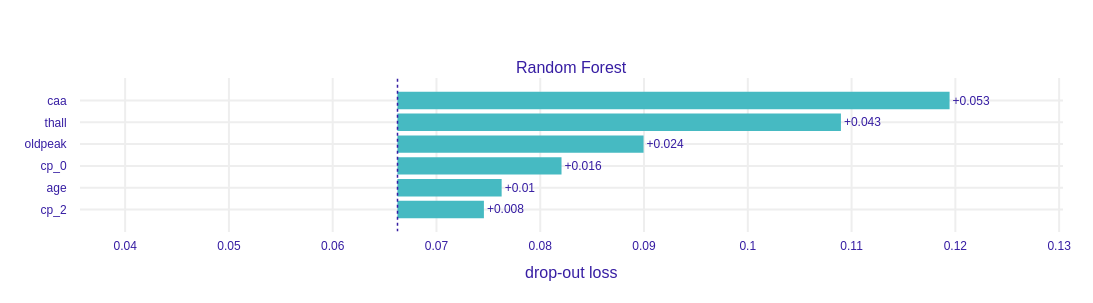 Random Forest
caa +0.053
thall +0.043
oldpeak +0.024
cp_0 +0.016
age +0.01
cp_2 +0.008
0.04 0.05 0.06 0.07 0.08 0.09 0.1 0.11 0.12 0.13
drop-out loss